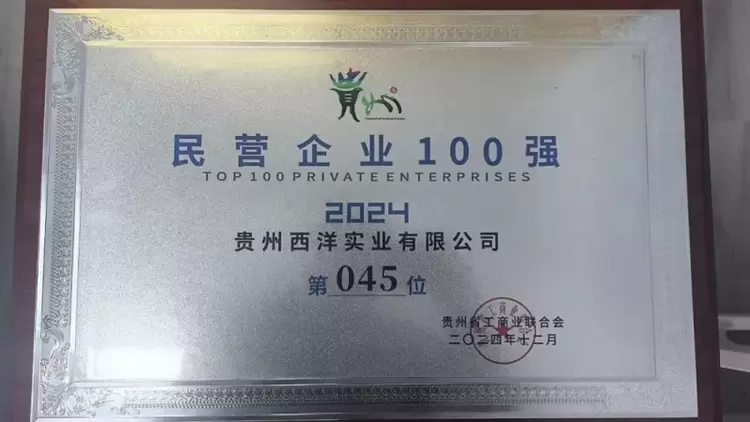 贵州
民营企业100强
TOP 100 PRIVATE ENTERPRISES
2024
贵州西洋实业有限公司
第045位
贵州省工商业联合会
二〇二四年十二月